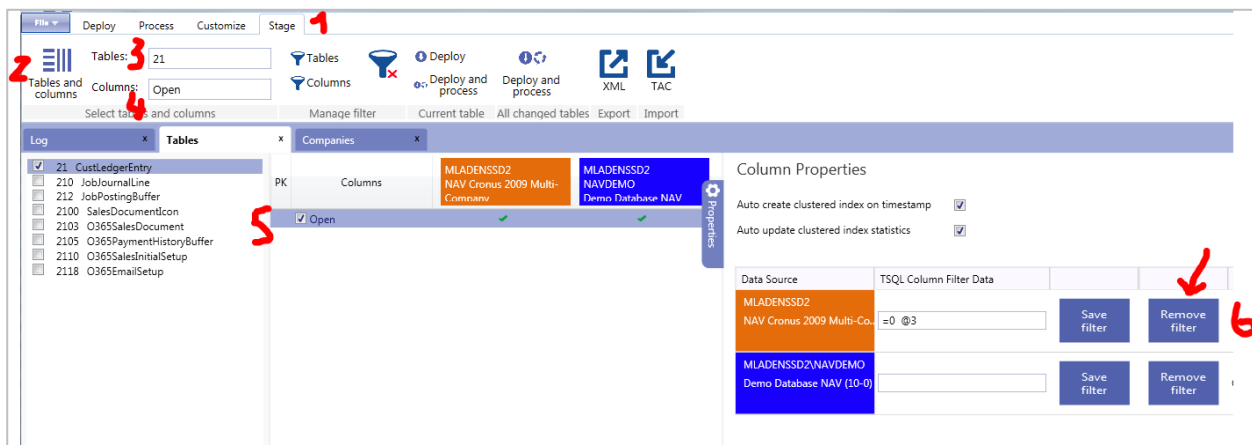 File Deploy Process Customize Stage 1
2 Tables and columns
Tables: 3 21
Columns: 4 Open
Select tables and columns
Tables
Columns
Manage filter
Deploy
Deploy and process
Current table
Deploy and process
All changed tables
XML
Export
TAC
Import
Log x Tables x Companies x
21 CustLedgerEntry
210 JobJournalLine
212 JobPostingBuffer
2100 SalesDocumentIcon
2103 O365SalesDocument
2105 O365PaymentHistoryBuffer
2110 O365SalesInitialSetup
2118 O365EmailSetup
PK Columns
MLADENSSD2
NAV Cronus 2009 Multi-
Company
MLADENSSD2
NAVDEMO
Demo Database NAV
5 Open
Properties
Column Properties
Auto create clustered index on timestamp
Auto update clustered index statistics
Data Source TSQL Column Filter Data
MLADENSSD2
NAV Cronus 2009 Multi-Co.. =0 @3
Save filter
Remove filter
6
MLADENSSD2\NAVDEMO
Demo Database NAV (10-0)
Save filter
Remove filter